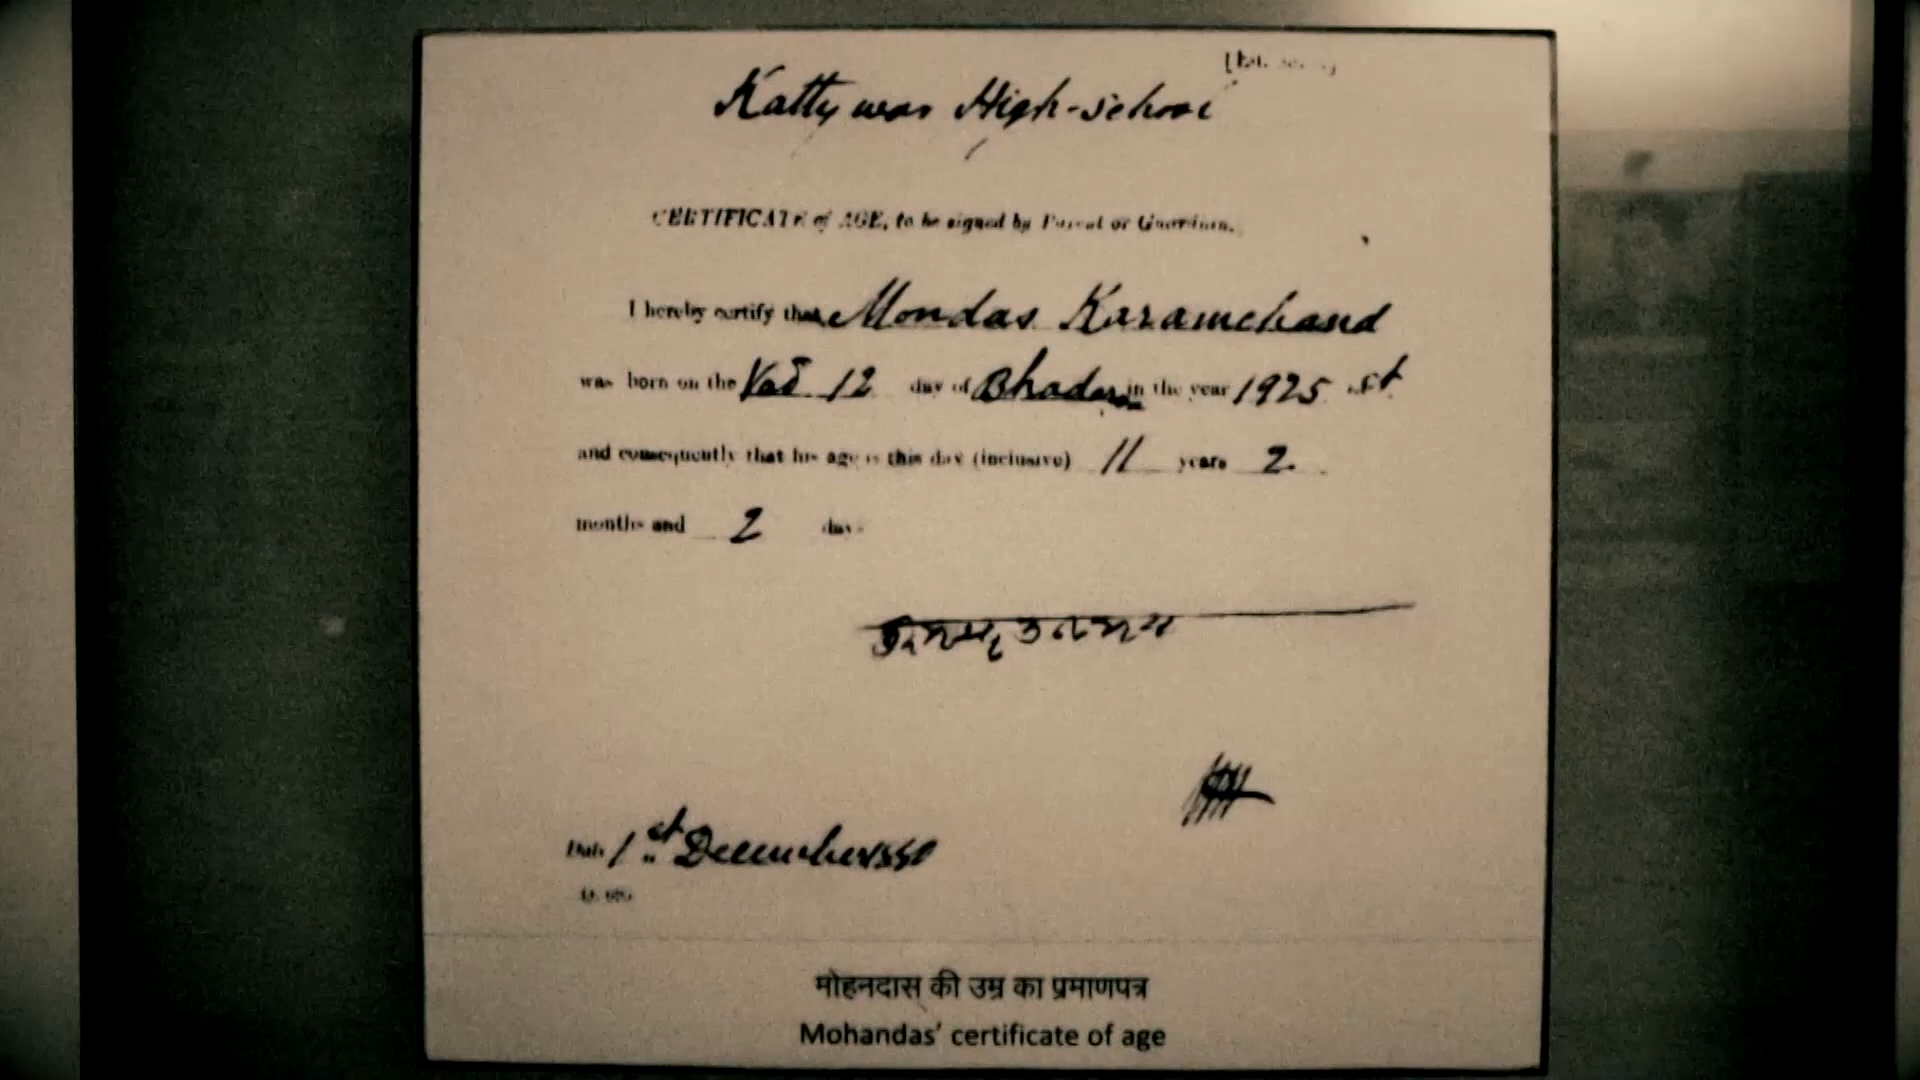 Kattywar High-school
CERTIFICATE of AGE, to be signed by Parent or Guardian.
I hereby certify that Mondas Karamchand
was born on the Vad 12 day of Bhadarw in the year 1925 st
and consequently that his age is this day (inclusive) 11 years 2
months and 2 days
Date 1st December 1880
मोहनदास की उम्र का प्रमाणपत्र
Mohandas' certificate of age